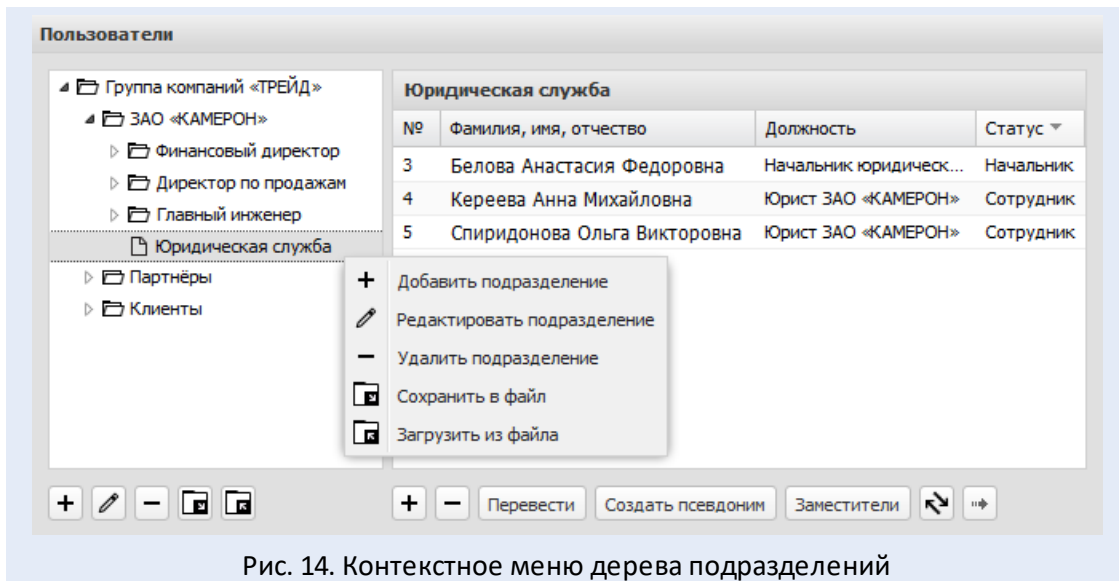 Пользователи
Группа компаний «ТРЕЙД»
ЗАО «КАМЕРОН»
Финансовый директор
Директор по продажам
Главный инженер
Юридическая служба
Партнёры
Клиенты
Юридическая служба
№ Фамилия, имя, отчество Должность Статус
3 Белова Анастасия Федоровна Начальник юридическ... Начальник
4 Кереева Анна Михайловна Юрист ЗАО «КАМЕРОН» Сотрудник
5 Спиридонова Ольга Викторовна Юрист ЗАО «КАМЕРОН» Сотрудник
Добавить подразделение
Редактировать подразделение
Удалить подразделение
Сохранить в файл
Загрузить из файла
Перевести Создать псевдоним Заместители
Рис. 14. Контекстное меню дерева подразделений